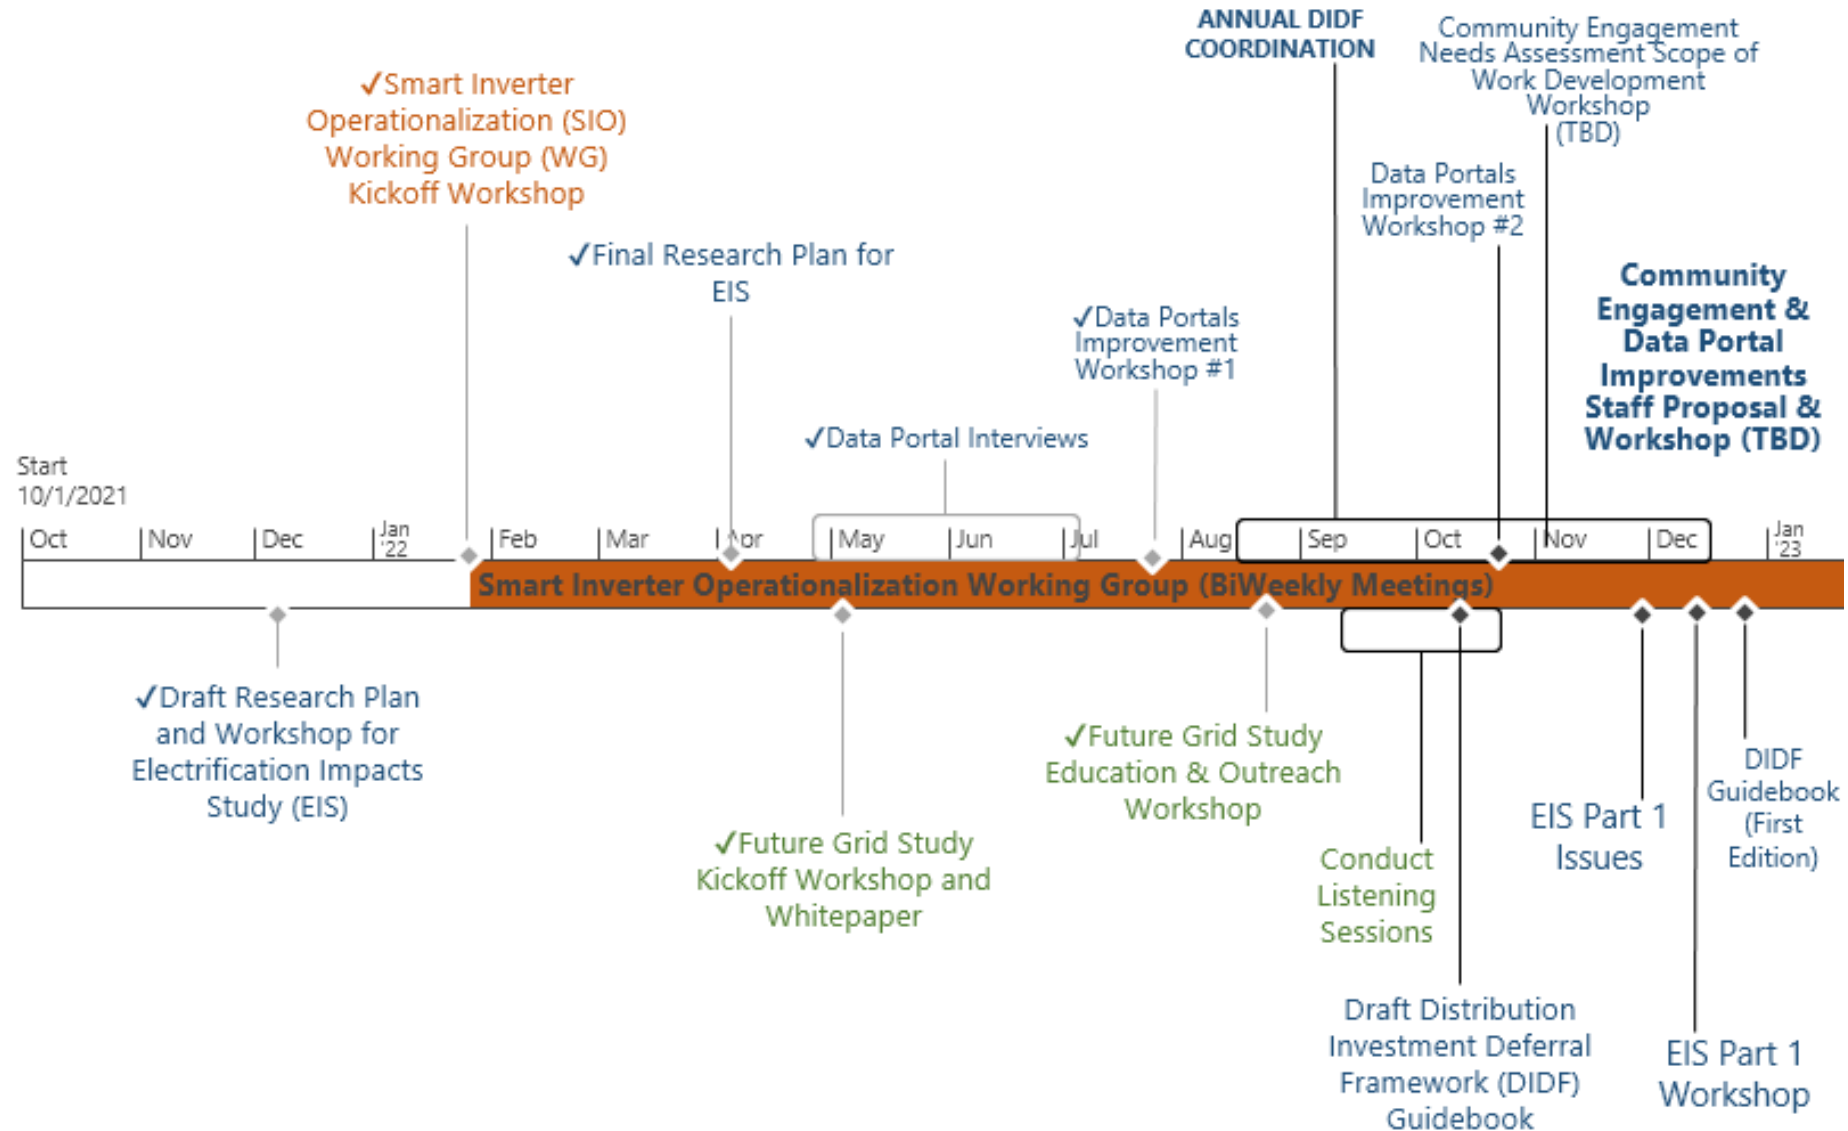 ANNUAL DIDF
COORDINATION
Community Engagement
Needs Assessment Scope of
Work Development
Workshop
(TBD)
✓Smart Inverter
Operationalization (SIO)
Working Group (WG)
Kickoff Workshop
Data Portals
Improvement
Workshop #2
✓Final Research Plan for
EIS
Community
Engagement &
Data Portal
Improvements
Staff Proposal &
Workshop (TBD)
✓Data Portals
Improvement
Workshop #1
✓Data Portal Interviews
Start
10/1/2021
Oct
Nov
Dec
Jan
'22
Feb
Mar
Apr
May
Jun
Jul
Aug
Sep
Oct
Nov
Dec
Jan
'23
Smart Inverter Operationalization Working Group (BiWeekly Meetings)
✓Draft Research Plan
and Workshop for
Electrification Impacts
Study (EIS)
✓Future Grid Study
Kickoff Workshop and
Whitepaper
✓Future Grid Study
Education & Outreach
Workshop
Conduct
Listening
Sessions
Draft Distribution
Investment Deferral
Framework (DIDF)
Guidebook
EIS Part 1
Issues
EIS Part 1
Workshop
DIDF
Guidebook
(First
Edition)